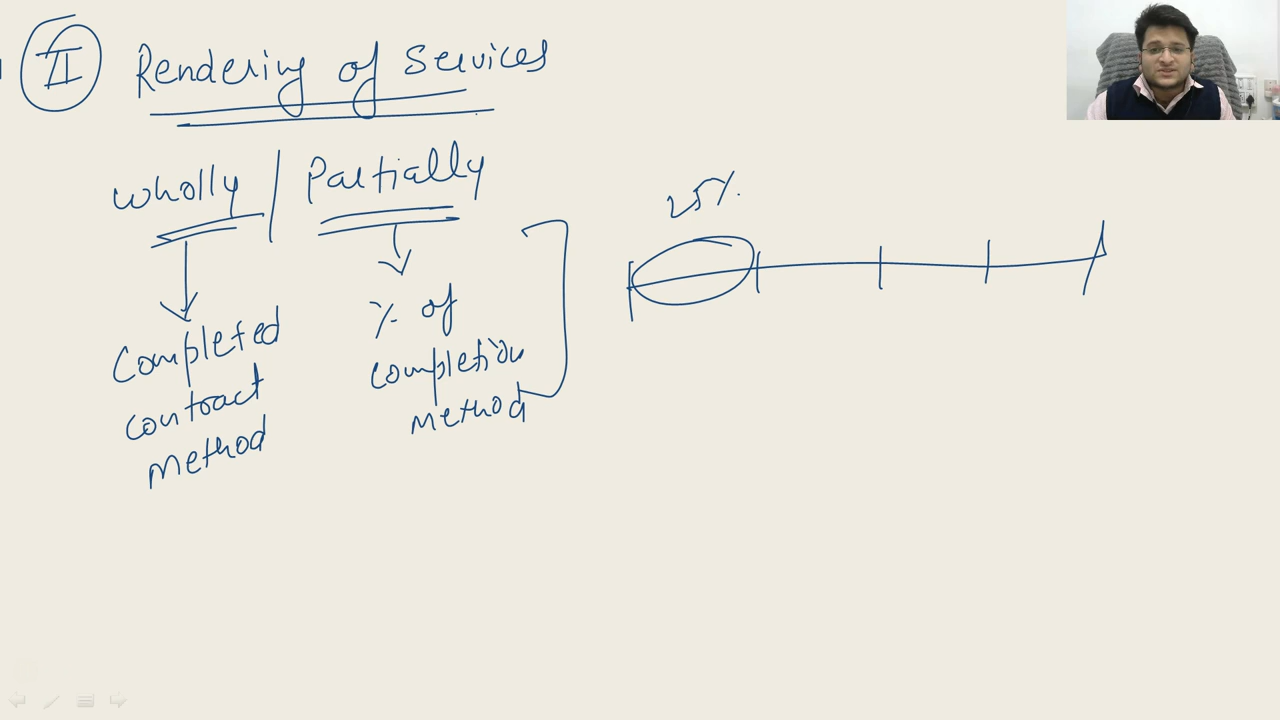 II Rendering of Services
wholly / Partially
Completed
contract
method
% of
completion
method
25%